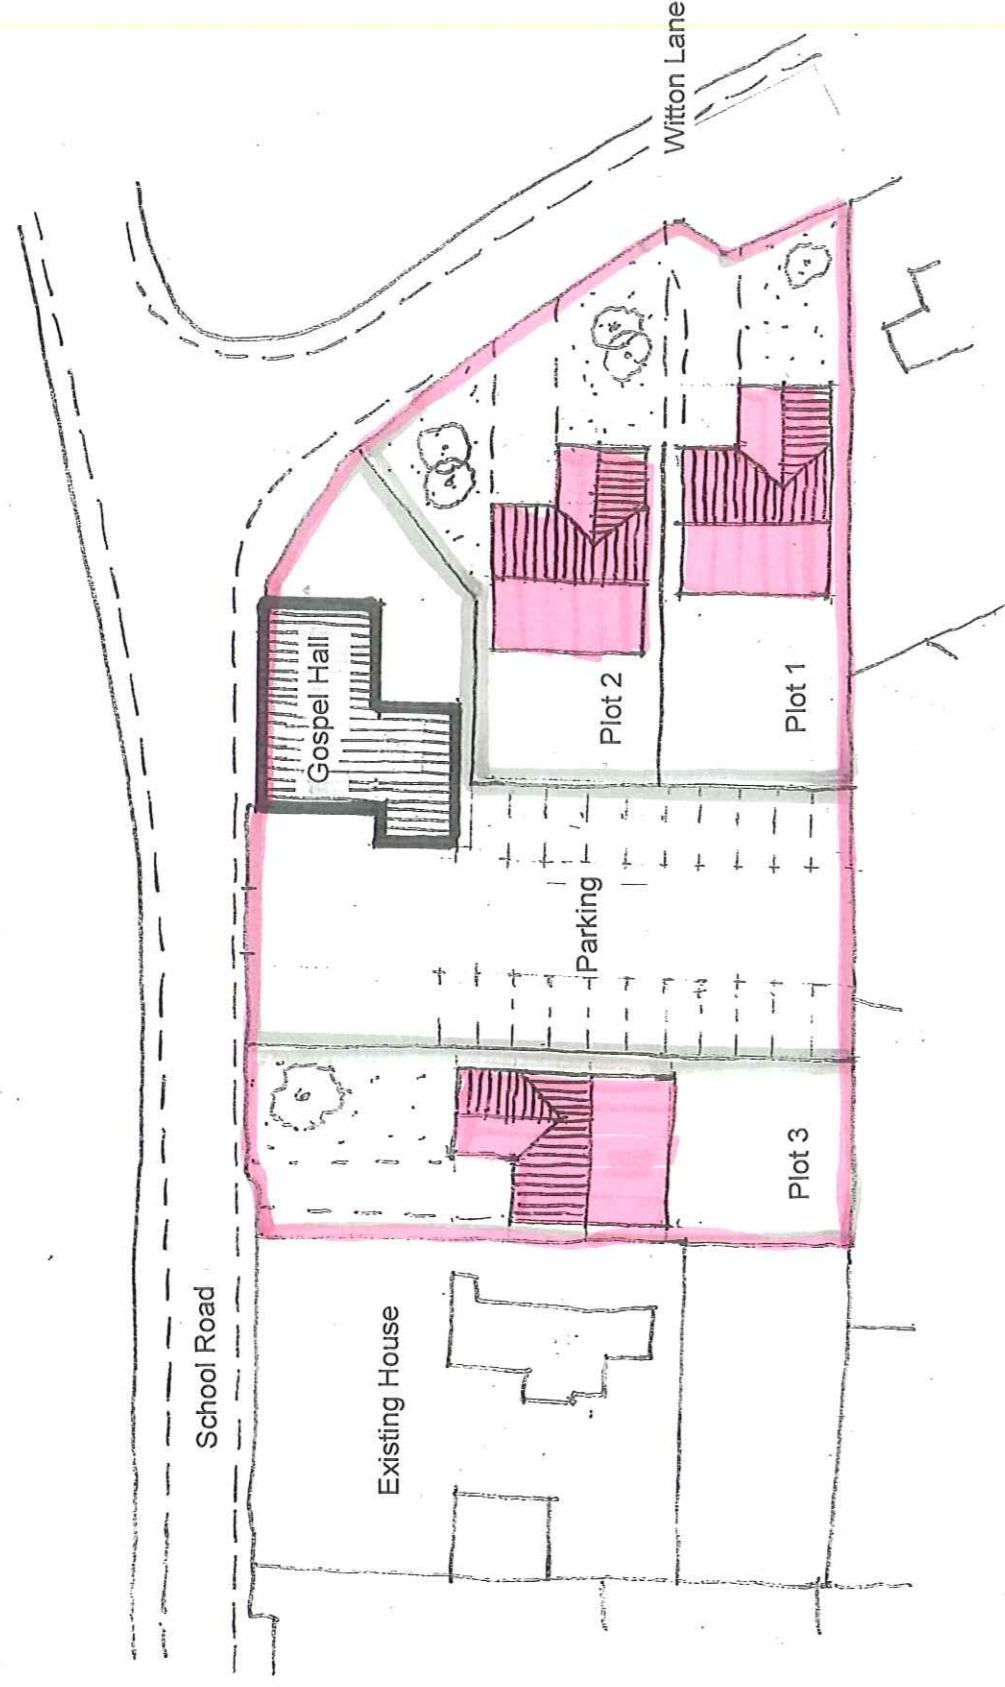 School Road
Witton Lane
Gospel Hall
Existing House
Parking
Plot 2
Plot 3
Plot 1